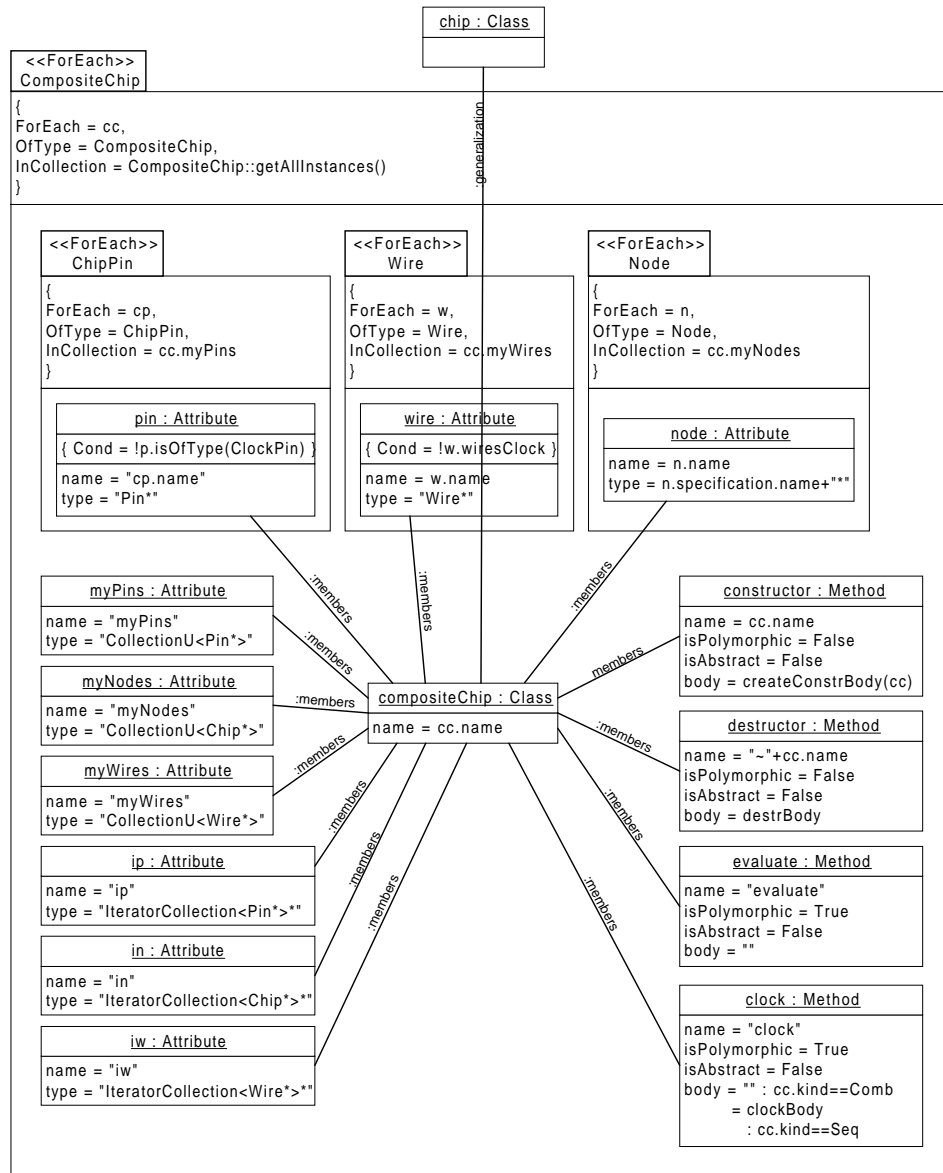 chip : Class
<<ForEach>>
CompositeChip
{
ForEach = cc,
OfType = CompositeChip,
InCollection = CompositeChip::getAllInstances()
}
:generalization
<<ForEach>>
ChipPin
{
ForEach = cp,
OfType = ChipPin,
InCollection = cc.myPins
}
pin : Attribute
{ Cond = !p.isOfType(ClockPin) }
name = "cp.name"
type = "Pin*"
<<ForEach>>
Wire
{
ForEach = w,
OfType = Wire,
InCollection = cc.myWires
}
wire : Attribute
{ Cond = !w.wiresClock }
name = w.name
type = "Wire*"
<<ForEach>>
Node
{
ForEach = n,
OfType = Node,
InCollection = cc.myNodes
}
node : Attribute
name = n.name
type = n.specification.name+"*"
:members
:members
:members
myPins : Attribute
name = "myPins"
type = "CollectionU<Pin*>"
:members
myNodes : Attribute
name = "myNodes"
type = "CollectionU<Chip*>"
:members
myWires : Attribute
name = "myWires"
type = "CollectionU<Wire*>"
:members
ip : Attribute
name = "ip"
type = "IteratorCollection<Pin*>*"
:members
in : Attribute
name = "in"
type = "IteratorCollection<Chip*>*"
:members
iw : Attribute
name = "iw"
type = "IteratorCollection<Wire*>*"
:members
compositeChip : Class
name = cc.name
members
constructor : Method
name = cc.name
isPolymorphic = False
isAbstract = False
body = createConstrBody(cc)
:members
destructor : Method
name = "~"+cc.name
isPolymorphic = False
isAbstract = False
body = destrBody
:members
evaluate : Method
name = "evaluate"
isPolymorphic = True
isAbstract = False
body = ""
:members
clock : Method
name = "clock"
isPolymorphic = True
isAbstract = False
body = "" : cc.kind==Comb
= clockBody
: cc.kind==Seq